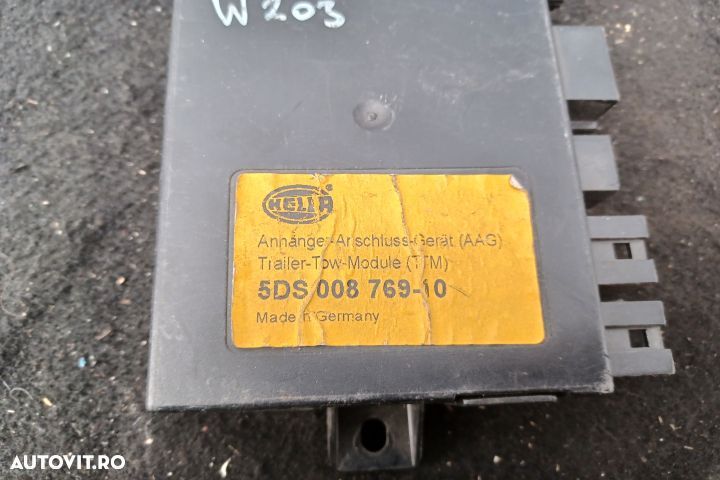 W203
HELLA
Anhänger-Anschluss-Gerät (AAG)
Trailer-Tow-Module (TTM)
5DS 008 769-10
Made in Germany
AUTOVIT.RO